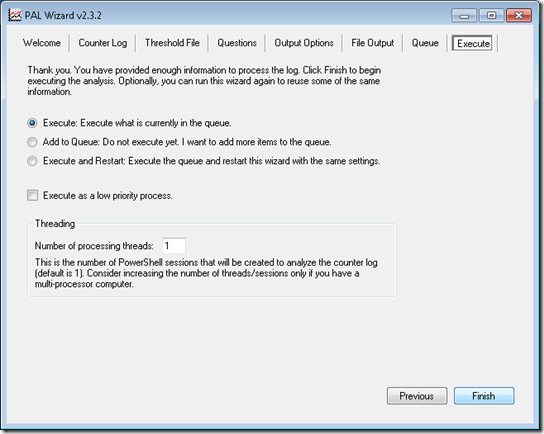 PAL Wizard v2.3.2
Welcome
Counter Log
Threshold File
Questions
Output Options
File Output
Queue
Execute
Thank you. You have provided enough information to process the log. Click Finish to begin
executing the analysis. Optionally, you can run this wizard again to reuse some of the same
information.
Execute: Execute what is currently in the queue.
Add to Queue: Do not execute yet. I want to add more items to the queue.
Execute and Restart: Execute the queue and restart this wizard with the same settings.
Execute as a low priority process.
Threading
Number of processing threads: 1
This is the number of PowerShell sessions that will be created to analyze the counter log
(default is 1). Consider increasing the number of threads/sessions only if you have a
multi-processor computer.
Previous
Finish